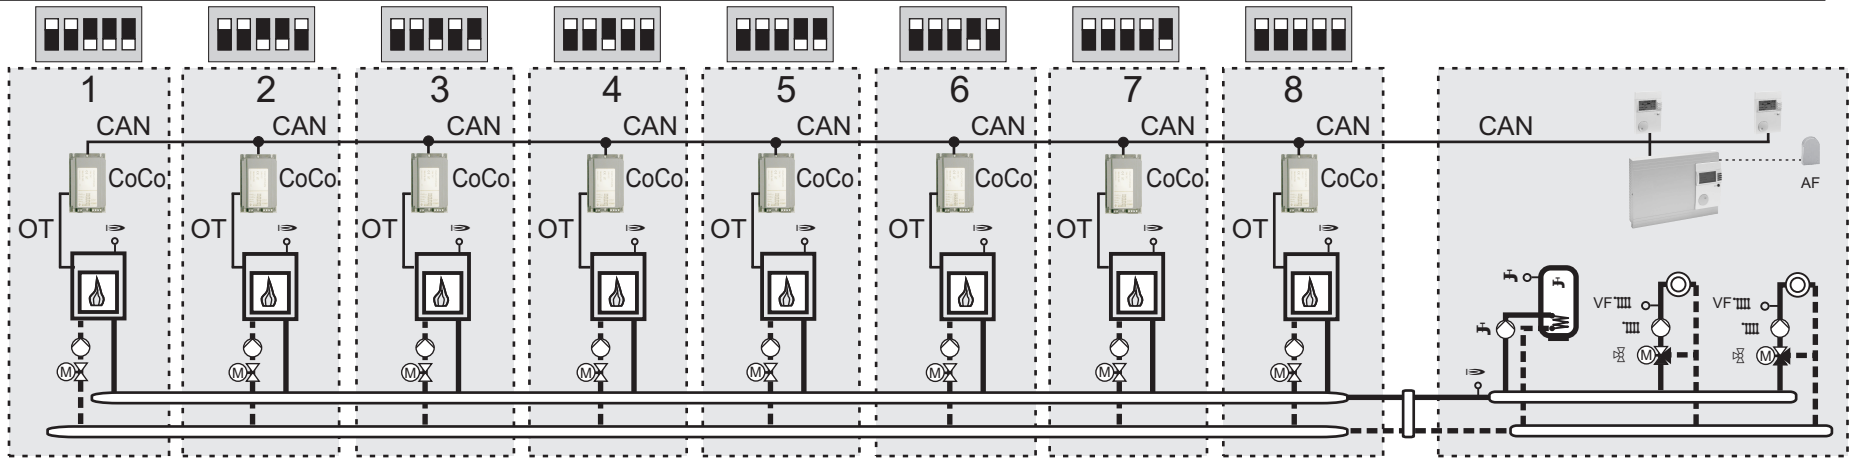 1 2 3 4 5 6 7 8
CAN CAN CAN CAN CAN CAN CAN CAN CAN
CoCo CoCo CoCo CoCo CoCo CoCo CoCo CoCo
AF
OT OT OT OT OT OT OT OT
VF VF
M M M M M M M M M M